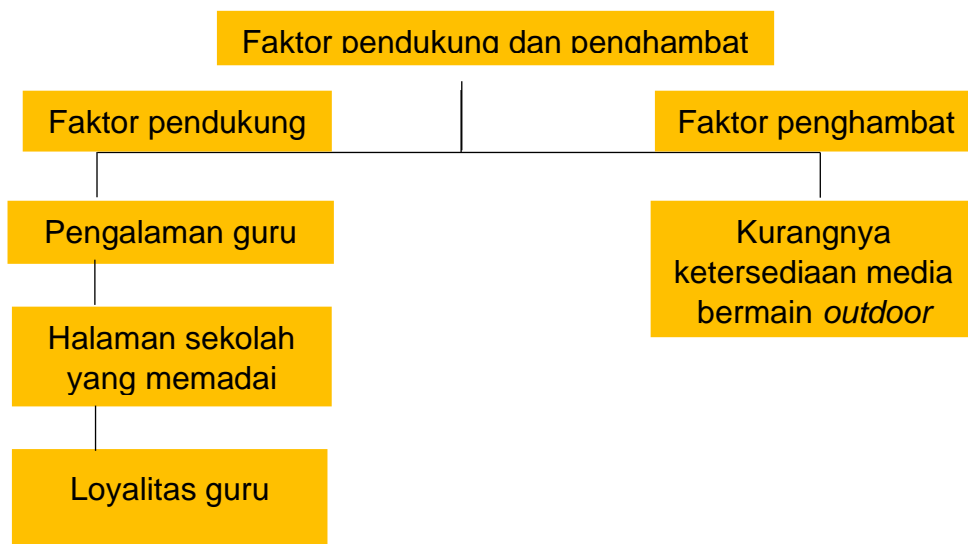 Faktor pendukung dan penghambat
Faktor pendukung
Faktor penghambat
Pengalaman guru
Kurangnya
ketersediaan media
bermain outdoor
Halaman sekolah
yang memadai
Loyalitas guru